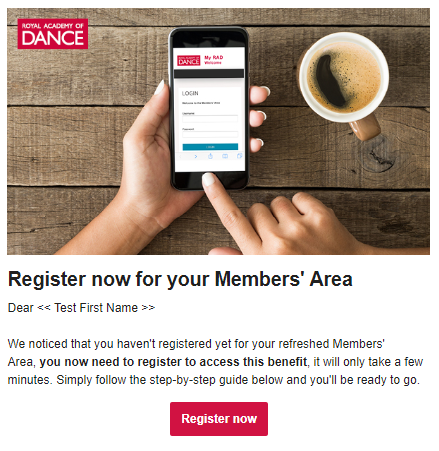 ROYAL ACADEMY OF
DANCE
ROYAL ACADEMY OF
DANCE
My RAD
Welcome
LOGIN
Welcome to the Members' Area
Username
Password
Register now for your Members' Area
Dear << Test First Name >>
We noticed that you haven't registered yet for your refreshed Members'
Area, you now need to register to access this benefit, it will only take a few
minutes. Simply follow the step-by-step guide below and you'll be ready to go.
Register now